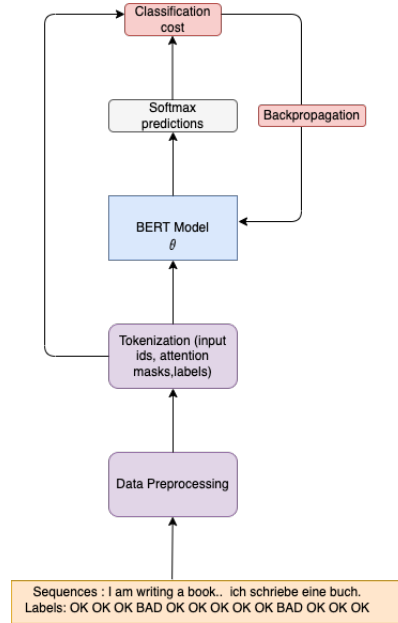 Classification
cost
Softmax
predictions
Backpropagation
BERT Model
θ
Tokenization (input
ids, attention
masks,labels)
Data Preprocessing
Sequences : I am writing a book.. ich schriebe eine buch.
Labels: OK OK OK BAD OK OK OK OK OK BAD OK OK OK